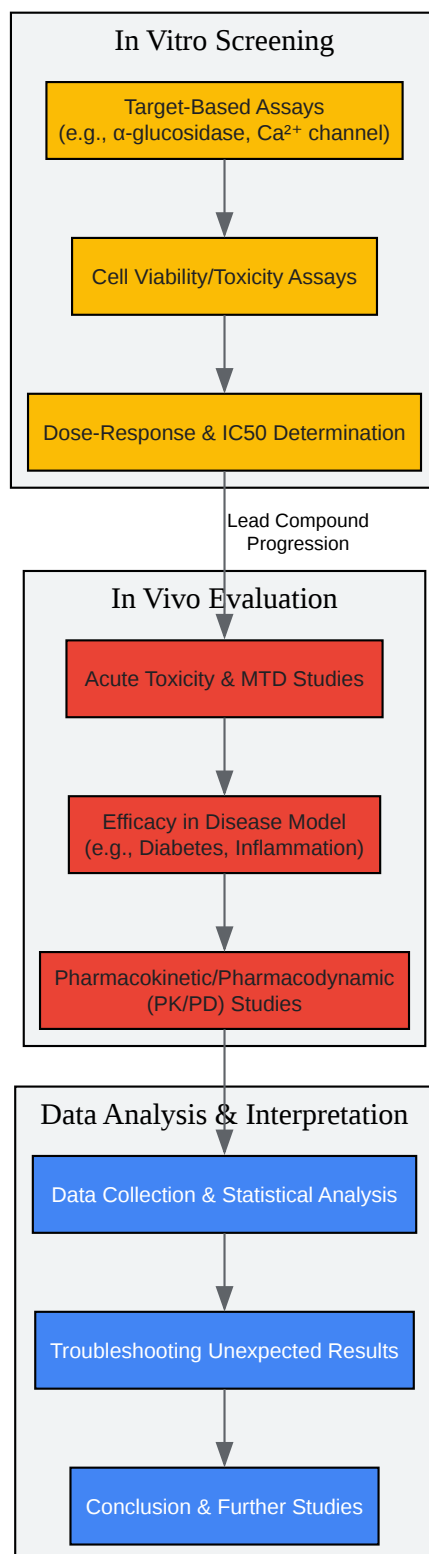 In Vitro Screening
Target-Based Assays
(e.g., α-glucosidase, Ca²⁺ channel)
Cell Viability/Toxicity Assays
Dose-Response & IC50 Determination
Lead Compound
Progression
In Vivo Evaluation
Acute Toxicity & MTD Studies
Efficacy in Disease Model
(e.g., Diabetes, Inflammation)
Pharmacokinetic/Pharmacodynamic
(PK/PD) Studies
Data Analysis & Interpretation
Data Collection & Statistical Analysis
Troubleshooting Unexpected Results
Conclusion & Further Studies